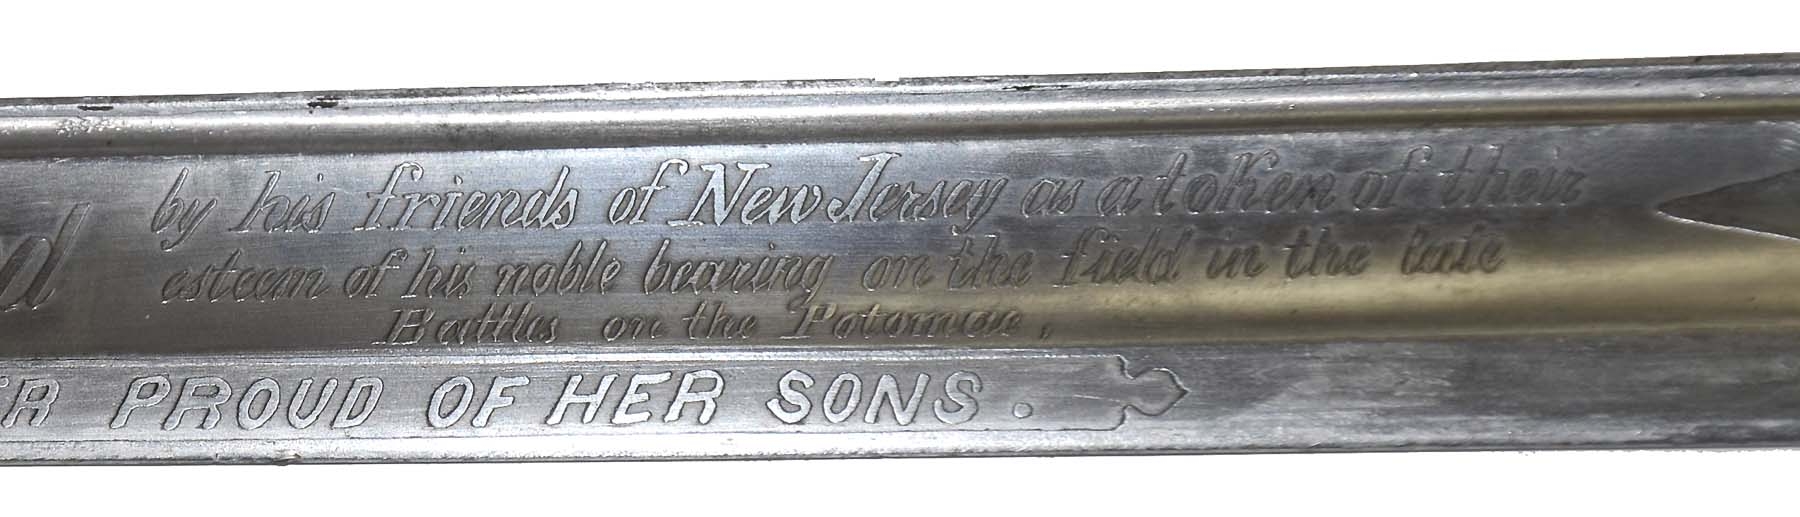 by his friends of New Jersey as a token of their
esteem of his noble bearing on the field in the late
Battles on the Potomac.
PROUD OF HER SONS.